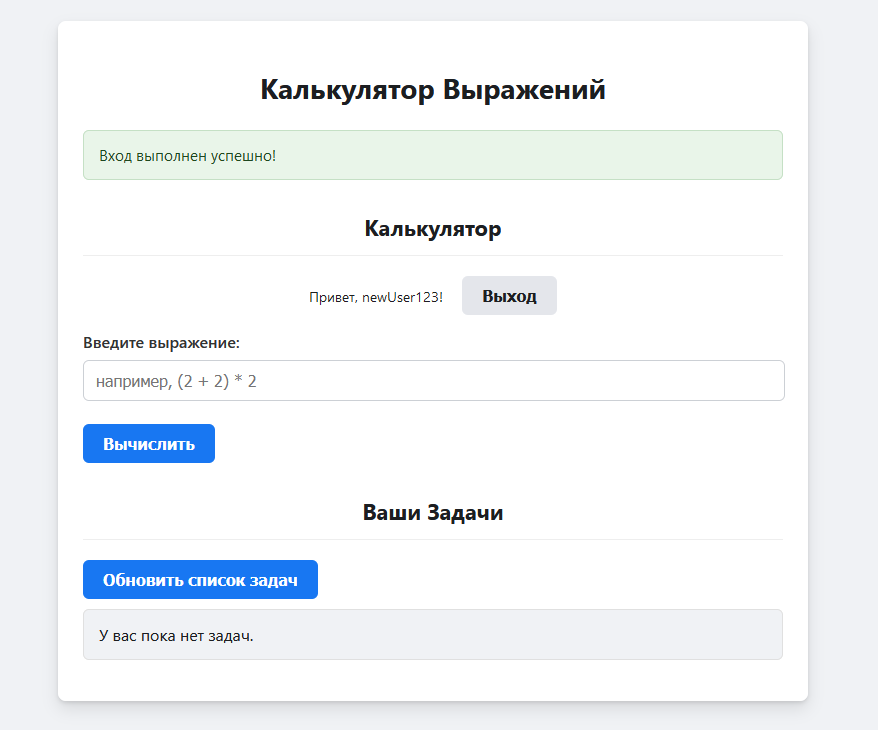 Калькулятор Выражений
Вход выполнен успешно!
Калькулятор
Привет, newUser123!
Выход
Введите выражение:
например, (2 + 2) * 2
Вычислить
Ваши Задачи
Обновить список задач
У вас пока нет задач.